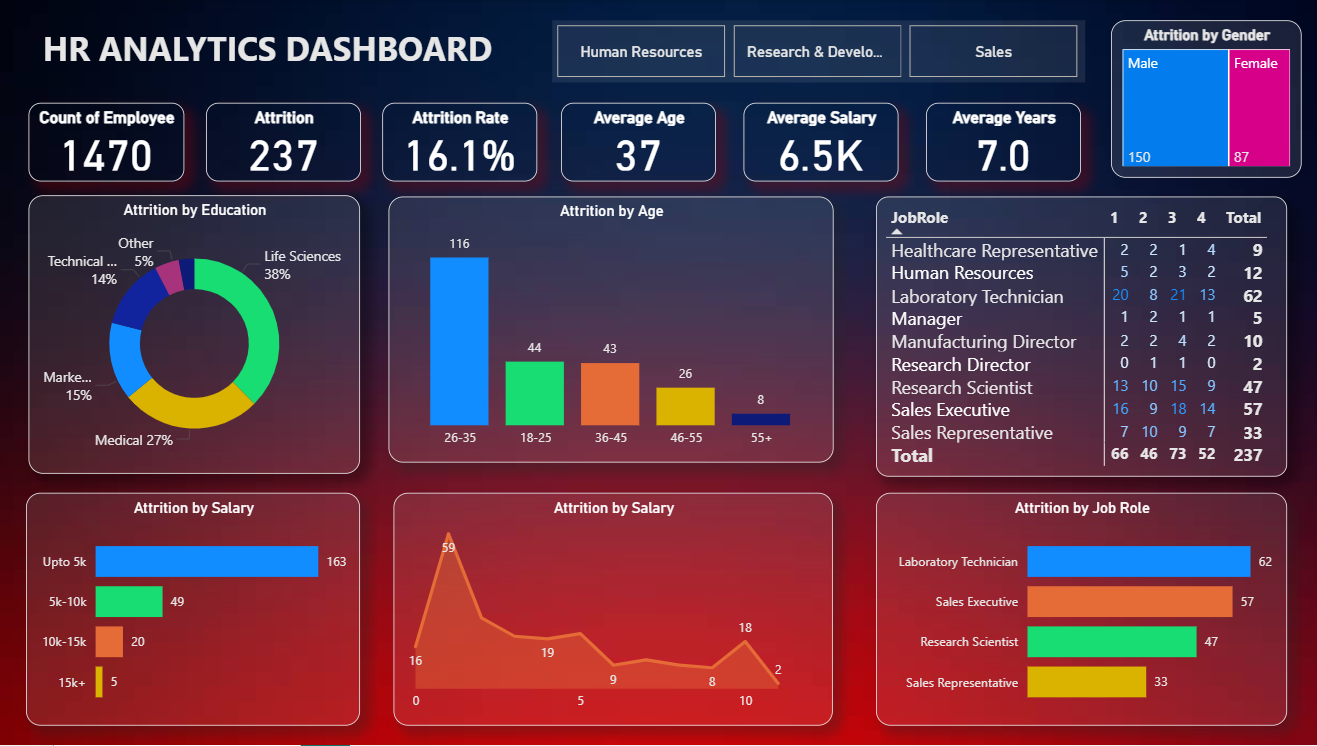 HR ANALYTICS DASHBOARD
Human Resources
Research & Develo...
Sales
Attrition by Gender
Male
Female
150
87
Count of Employee
1470
Attrition
237
Attrition Rate
16.1%
Average Age
37
Average Salary
6.5K
Average Years
7.0
Attrition by Education
Other
5%
Life Sciences
38%
Technical ...
14%
Marke...
15%
Medical 27%
Attrition by Age
116
44
43
26
8
26-35
18-25
36-45
46-55
55+
JobRole 1 2 3 4 Total
Healthcare Representative 2 2 1 4 9
Human Resources 5 2 3 2 12
Laboratory Technician 20 8 21 13 62
Manager 1 2 1 1 5
Manufacturing Director 2 2 4 2 10
Research Director 0 1 1 0 2
Research Scientist 13 10 15 9 47
Sales Executive 16 9 18 14 57
Sales Representative 7 10 9 7 33
Total 66 46 73 52 237
Attrition by Salary
Upto 5k 163
5k-10k 49
10k-15k 20
15k+ 5
Attrition by Salary
59
16
19
9
8
18
2
0
5
10
Attrition by Job Role
Laboratory Technician 62
Sales Executive 57
Research Scientist 47
Sales Representative 33